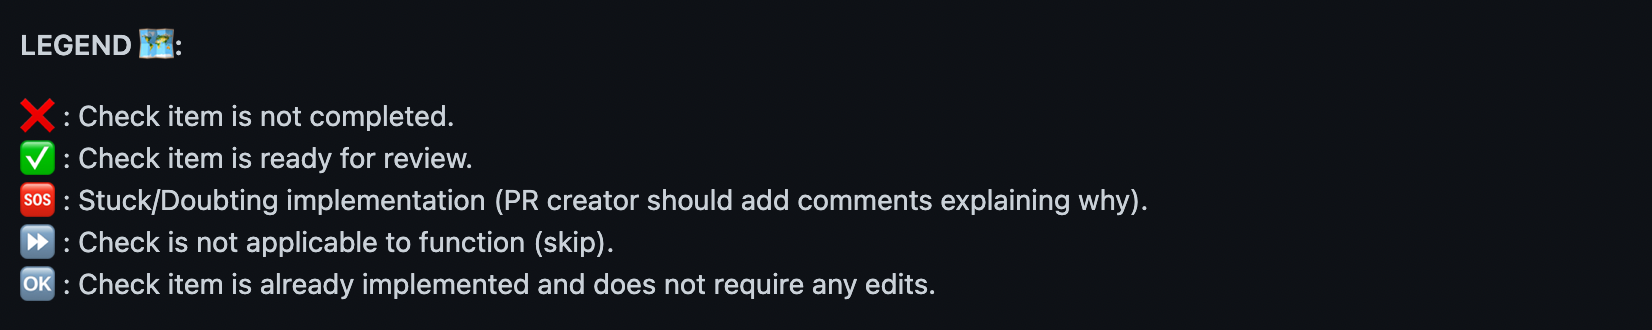 LEGEND 🗺️:
❌ : Check item is not completed.
✅ : Check item is ready for review.
🆘 : Stuck/Doubting implementation (PR creator should add comments explaining why).
⏩ : Check is not applicable to function (skip).
🆗 : Check item is already implemented and does not require any edits.